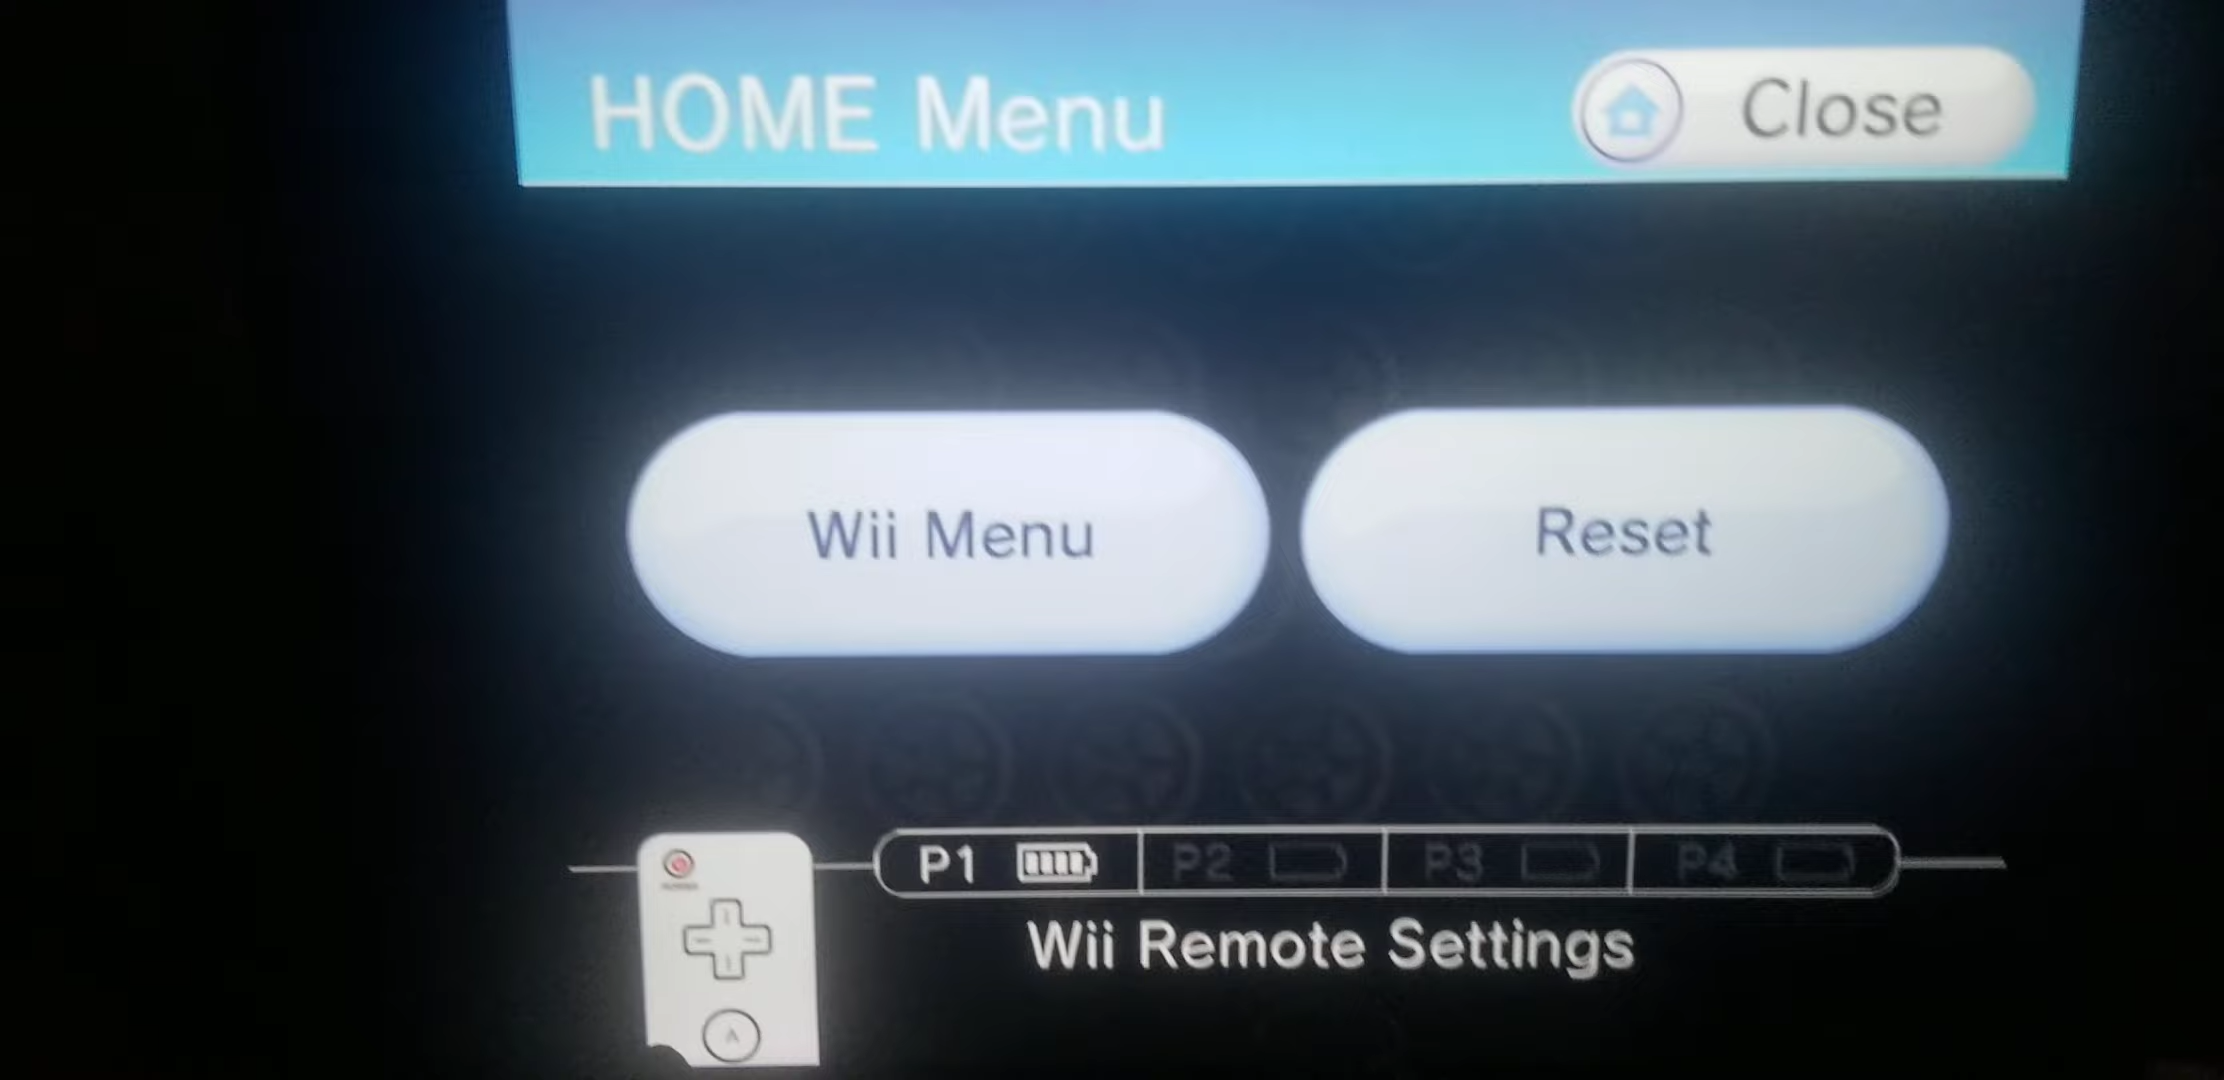 HOME Menu
Close
Wii Menu
Reset
P1
P2
P3
P4
Wii Remote Settings
A